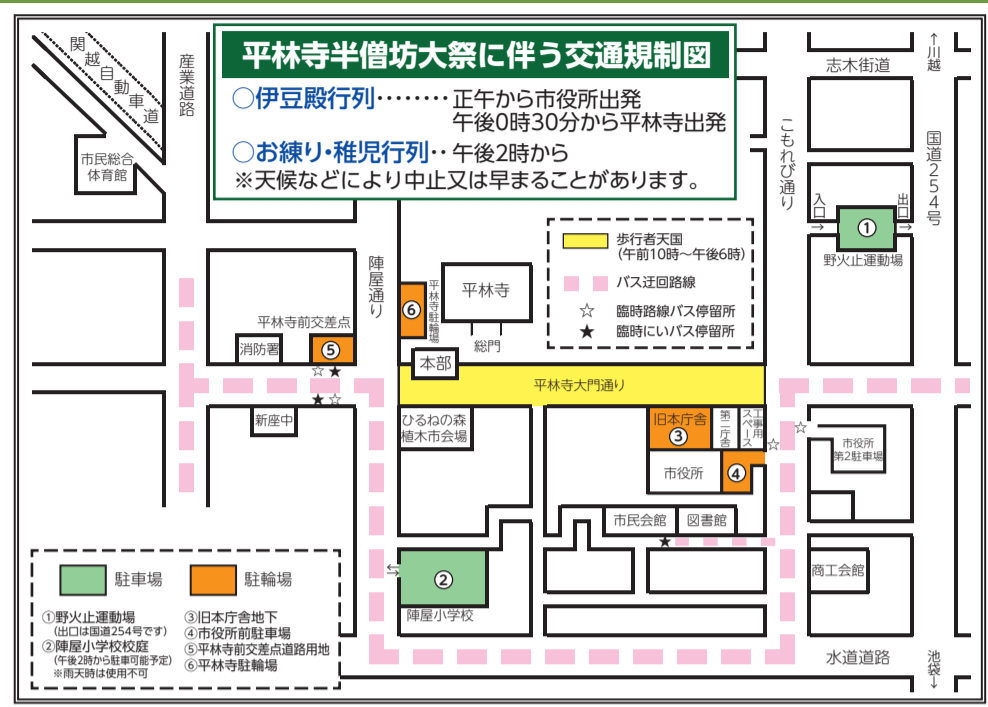 平林寺半僧坊大祭に伴う交通規制図
○伊豆殿行列‥‥‥‥正午から市役所出発
午後0時30分から平林寺出発
○お練り・稚児行列‥午後2時から
※天候などにより中止又は早まることがあります。
関越自動車道
産業道路
市民総合
体育館
↑川越
志木街道
こもれび通り
国道254号
入口
→
出口
→
①
野火止運動場
歩行者天国
(午前10時～午後6時)
バス迂回路線
☆ 臨時路線バス停留所
★ 臨時にいバス停留所
陣屋通り
⑥
平林寺駐輪場
平林寺
総門
平林寺前交差点
消防署
⑤
☆★
★☆
新座中
本部
平林寺大門通り
ひるねの森
植木市会場
旧本庁舎
③
第二庁舎
工事用
スペース
☆
☆
市役所
④
市役所
第2駐車場
市民会館
図書館
★
商工会館
⇆
②
陣屋小学校
水道道路
池袋↓
駐車場
駐輪場
①野火止運動場
(出口は国道254号です)
②陣屋小学校校庭
(午後2時から駐車可能予定)
※雨天時は使用不可
③旧本庁舎地下
④市役所前駐車場
⑤平林寺前交差点道路用地
⑥平林寺駐輪場